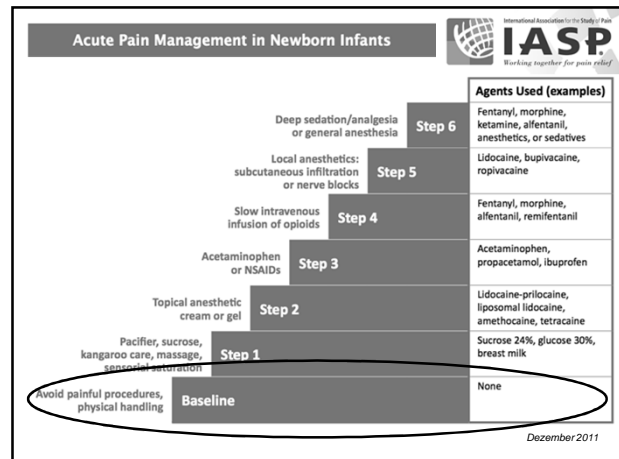 Acute Pain Management in Newborn Infants
International Association for the Study of Pain
IASP
Working together for pain relief
Agents Used (examples)
Deep sedation/analgesia
or general anesthesia
Step 6
Fentanyl, morphine,
ketamine, alfentanil,
anesthetics, or sedatives
Local anesthetics:
subcutaneous infiltration
or nerve blocks
Step 5
Lidocaine, bupivacaine,
ropivacaine
Slow intravenous
infusion of opioids
Step 4
Fentanyl, morphine,
alfentanil, remifentanil
Acetaminophen
or NSAIDs
Step 3
Acetaminophen,
propacetamol, ibuprofen
Topical anesthetic
cream or gel
Step 2
Lidocaine-prilocaine,
liposomal lidocaine,
amethocaine, tetracaine
Pacifier, sucrose,
kangaroo care, massage,
sensorial saturation
Step 1
Sucrose 24%, glucose 30%,
breast milk
Avoid painful procedures,
physical handling
Baseline
None
Dezember 2011